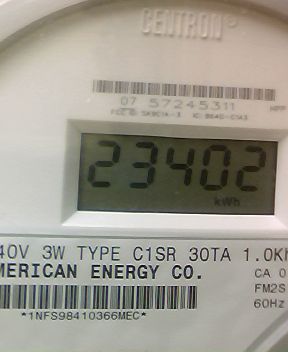 CENTRON
07 57245311
23402
kWh
40V 3W TYPE C1SR 30TA 1.0Kh
MERICAN ENERGY CO.
CA 0
FM2S
60Hz
*1NFS98410366MEC*